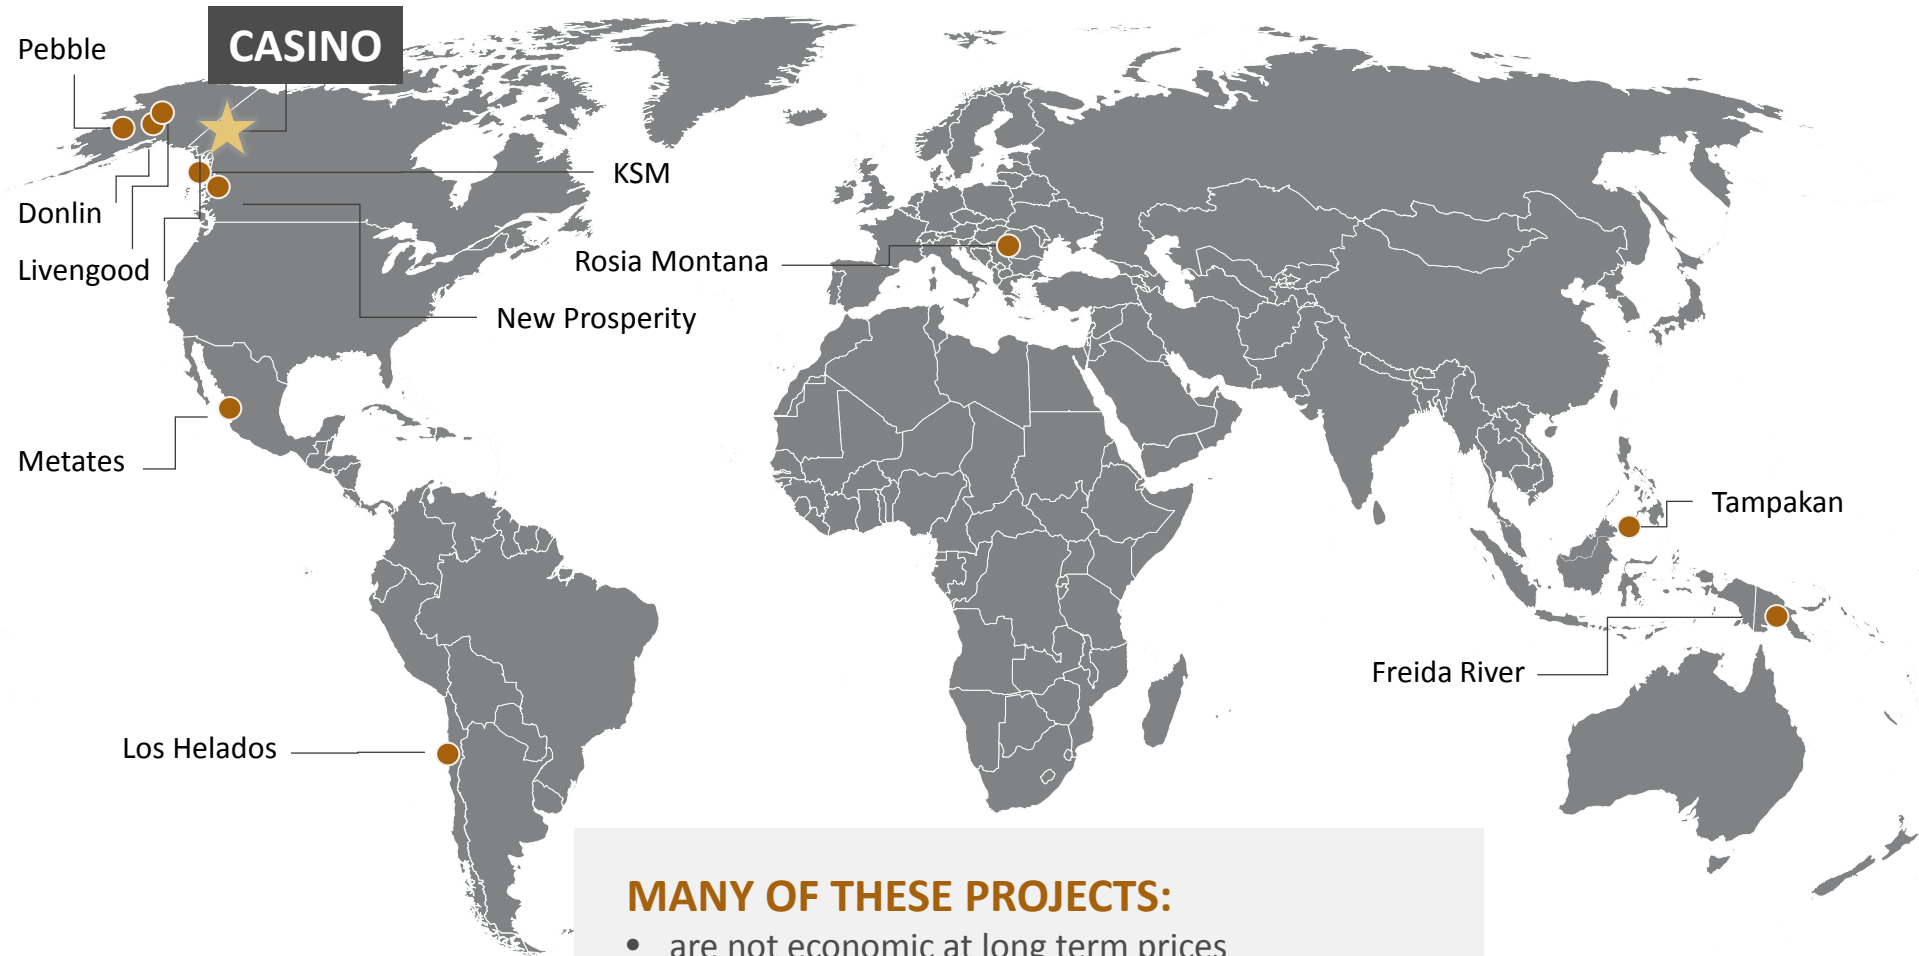 Pebble
CASINO
KSM
Donlin
Livengood
Rosia Montana
New Prosperity
Metates
Tampakan
Freida River
Los Helados
MANY OF THESE PROJECTS:
• are not economic at long term prices